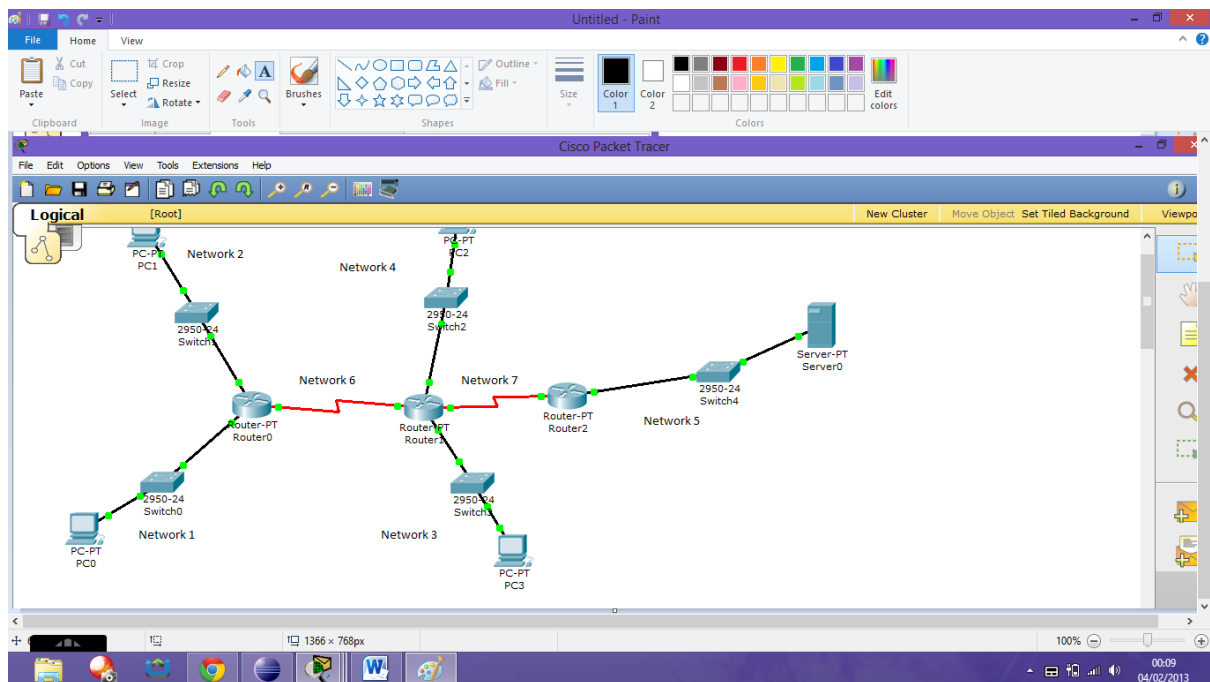 Untitled - Paint
File Home View
Paste
Cut
Copy
Clipboard
Select
Crop
Resize
Rotate
Image
Tools
Brushes
Outline
Fill
Shapes
Size
Color 1
Color 2
Edit colors
Colors
Cisco Packet Tracer
File Edit Options View Tools Extensions Help
Logical [Root] New Cluster Move Object Set Tiled Background Viewpo
PC-PT
PC1
Network 2
Network 4
PC-PT
PC2
2950-24
Switch1
2950-24
Switch2
Server-PT
Server0
Network 6
Network 7
2950-24
Switch4
Router-PT
Router0
Router-PT
Router1
Router-PT
Router2
Network 5
2950-24
Switch0
2950-24
Switch3
Network 1
Network 3
PC-PT
PC0
PC-PT
PC3
1366 × 768px
100%
00:09
04/02/2013